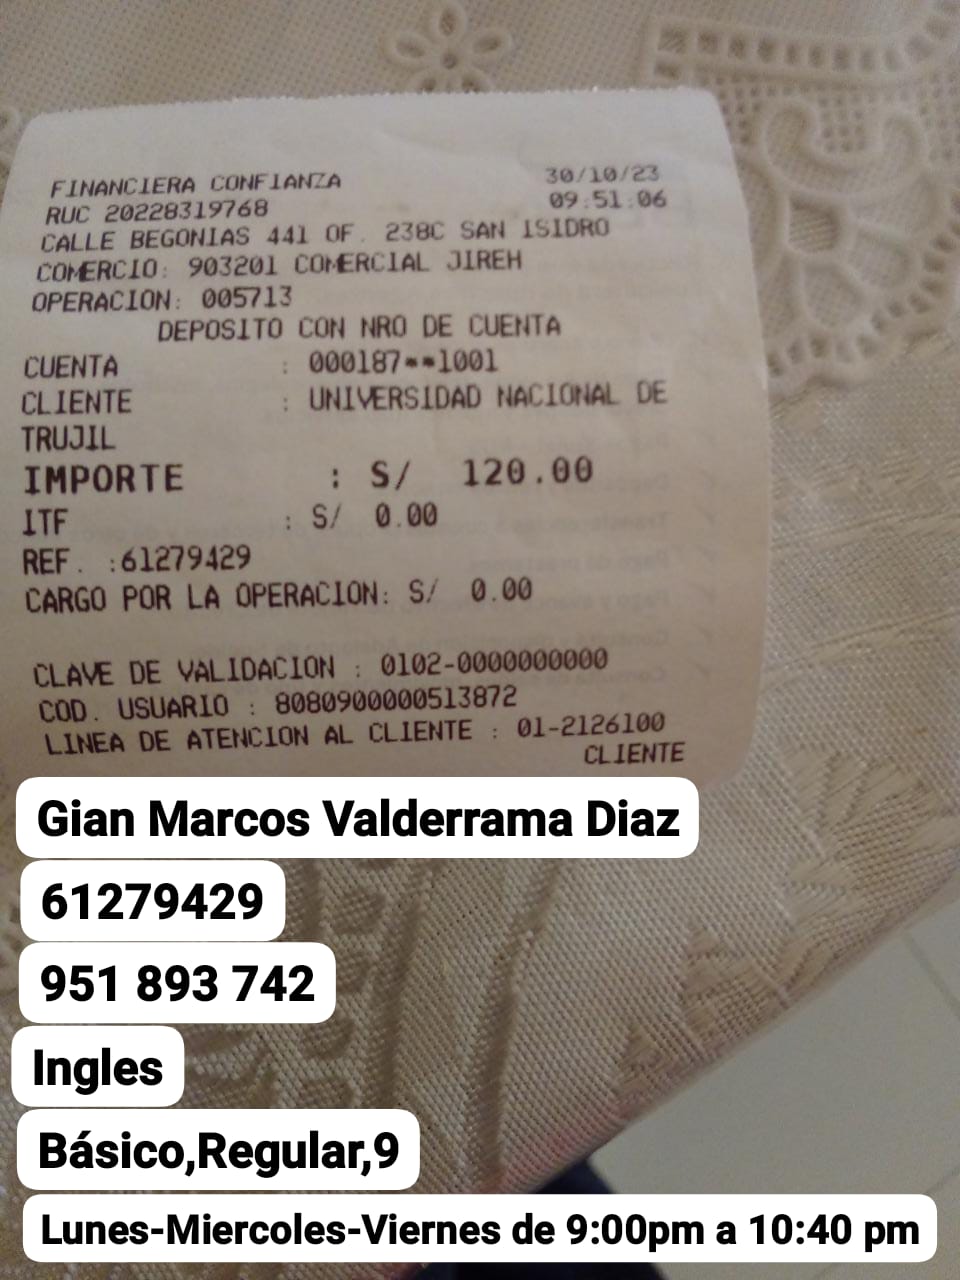 FINANCIERA CONFIANZA 30/10/23
RUC 20228319768 09:51:06
CALLE BEGONIAS 441 OF. 238C SAN ISIDRO
COMERCIO: 903201 COMERCIAL JIREH
OPERACION: 005713
DEPOSITO CON NRO DE CUENTA
CUENTA : 000187**1001
CLIENTE : UNIVERSIDAD NACIONAL DE
TRUJIL
IMPORTE : S/ 120.00
ITF : S/ 0.00
REF. :61279429
CARGO POR LA OPERACION: S/ 0.00
CLAVE DE VALIDACION : 0102-0000000000
COD. USUARIO : 8080900000513872
LINEA DE ATENCION AL CLIENTE : 01-2126100
CLIENTE
Gian Marcos Valderrama Diaz
61279429
951 893 742
Ingles
Básico,Regular,9
Lunes-Miercoles-Viernes de 9:00pm a 10:40 pm